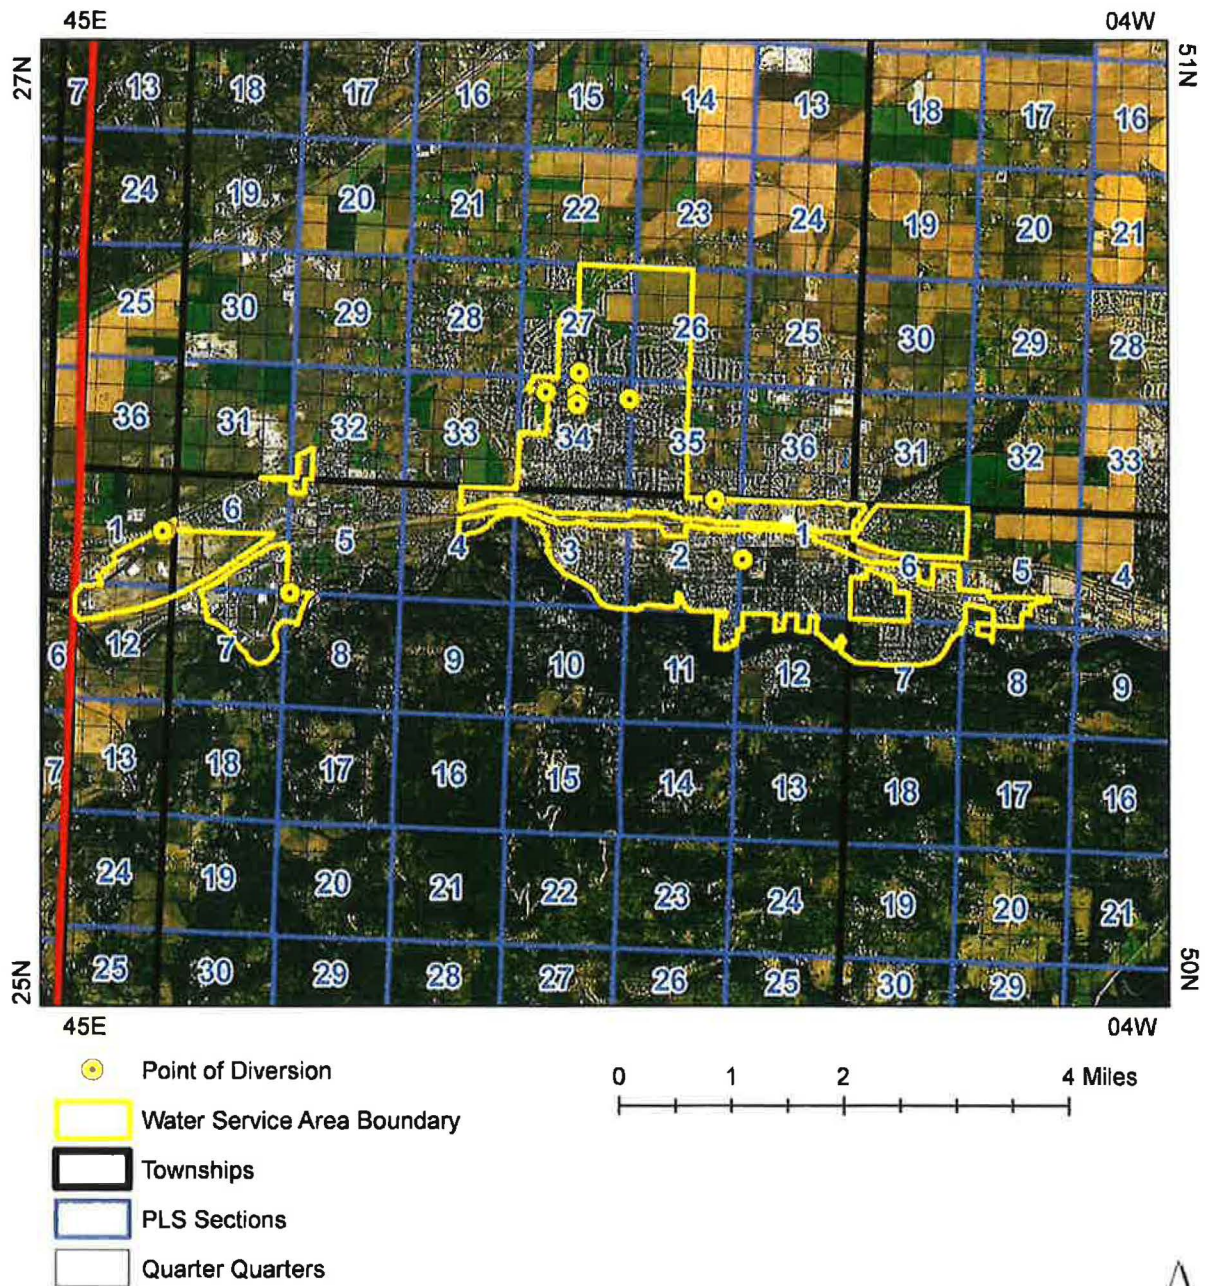 45E 04W
27N 51N
7 13 18 17 16 15 14 13 18 17 16
24 19 20 21 22 23 24 19 20 21
25 30 29 28 27 26 25 30 29 28
36 31 32 33 34 35 36 31 32 33
1 6 5 4 3 2 1 6 5 4
6 12 7 8 9 10 11 12 7 8 9
7 13 18 17 16 15 14 13 18 17 16
24 19 20 21 22 23 24 19 20 21
25 30 29 28 27 26 25 30 29
25N 50N
45E 04W
Point of Diversion
0 1 2 4 Miles
Water Service Area Boundary
Townships
PLS Sections
Quarter Quarters